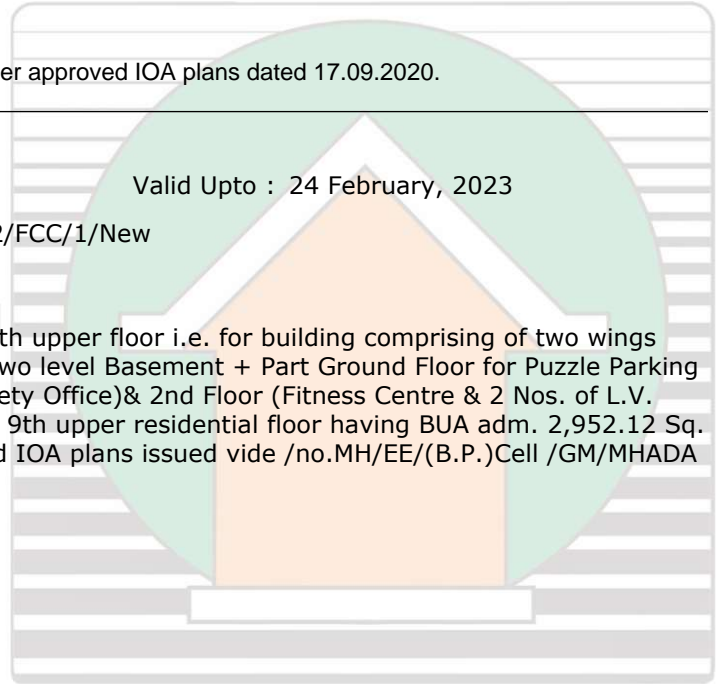 er approved IOA plans dated 17.09.2020.
Valid Upto : 24 February, 2023
/FCC/1/New
th upper floor i.e. for building comprising of two wings
wo level Basement + Part Ground Floor for Puzzle Parking
ety Office)& 2nd Floor (Fitness Centre & 2 Nos. of L.V.
9th upper residential floor having BUA adm. 2,952.12 Sq.
d IOA plans issued vide /no.MH/EE/(B.P.)Cell /GM/MHADA